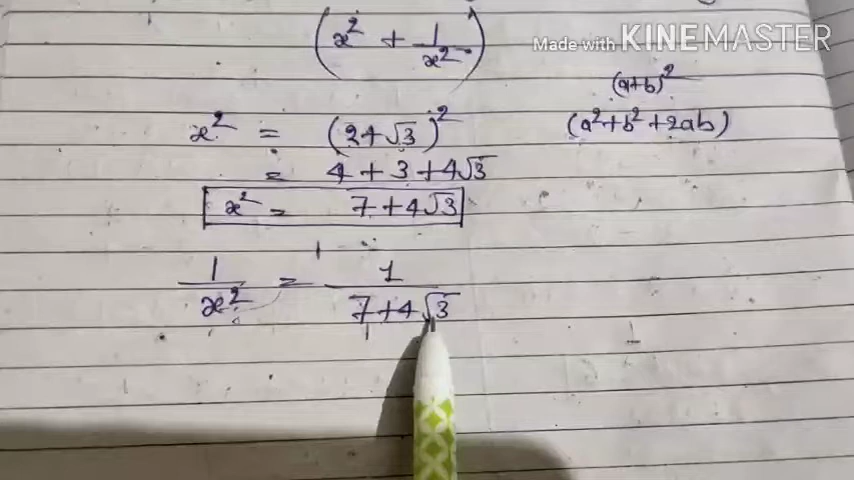 (x² + 1/x²)
Made with KINEMASTER
(a+b)²
(a²+b²+2ab)
x² = (2+√3)²
= 4 + 3 + 4√3
x² = 7+4√3
1/x² = 1/(7+4√3)